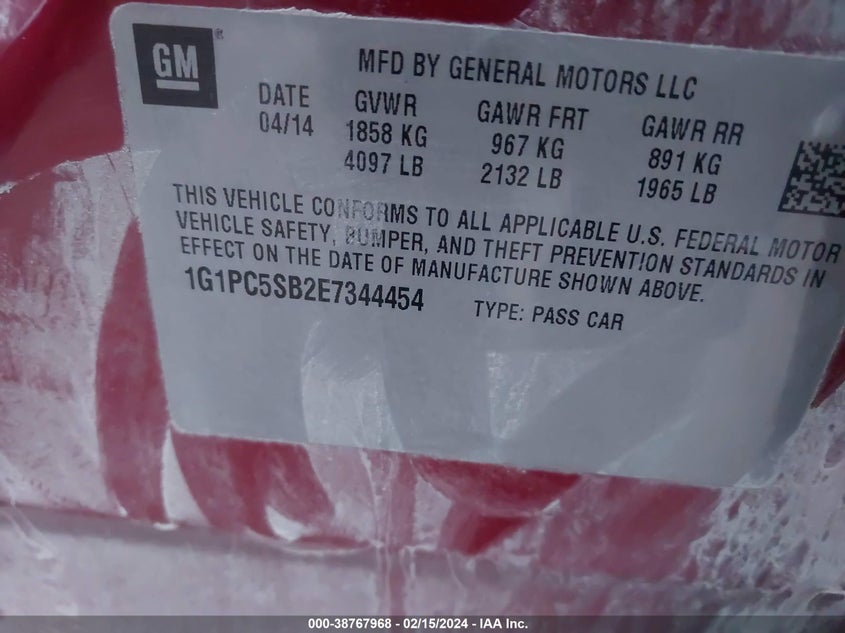 GM
MFD BY GENERAL MOTORS LLC
DATE GVWR GAWR FRT GAWR RR
04/14 1858 KG 967 KG 891 KG
4097 LB 2132 LB 1965 LB
THIS VEHICLE CONFORMS TO ALL APPLICABLE U.S. FEDERAL MOTOR
VEHICLE SAFETY, BUMPER, AND THEFT PREVENTION STANDARDS IN
EFFECT ON THE DATE OF MANUFACTURE SHOWN ABOVE.
1G1PC5SB2E7344454 TYPE: PASS CAR
000-38767968 - 02/15/2024 - IAA Inc.